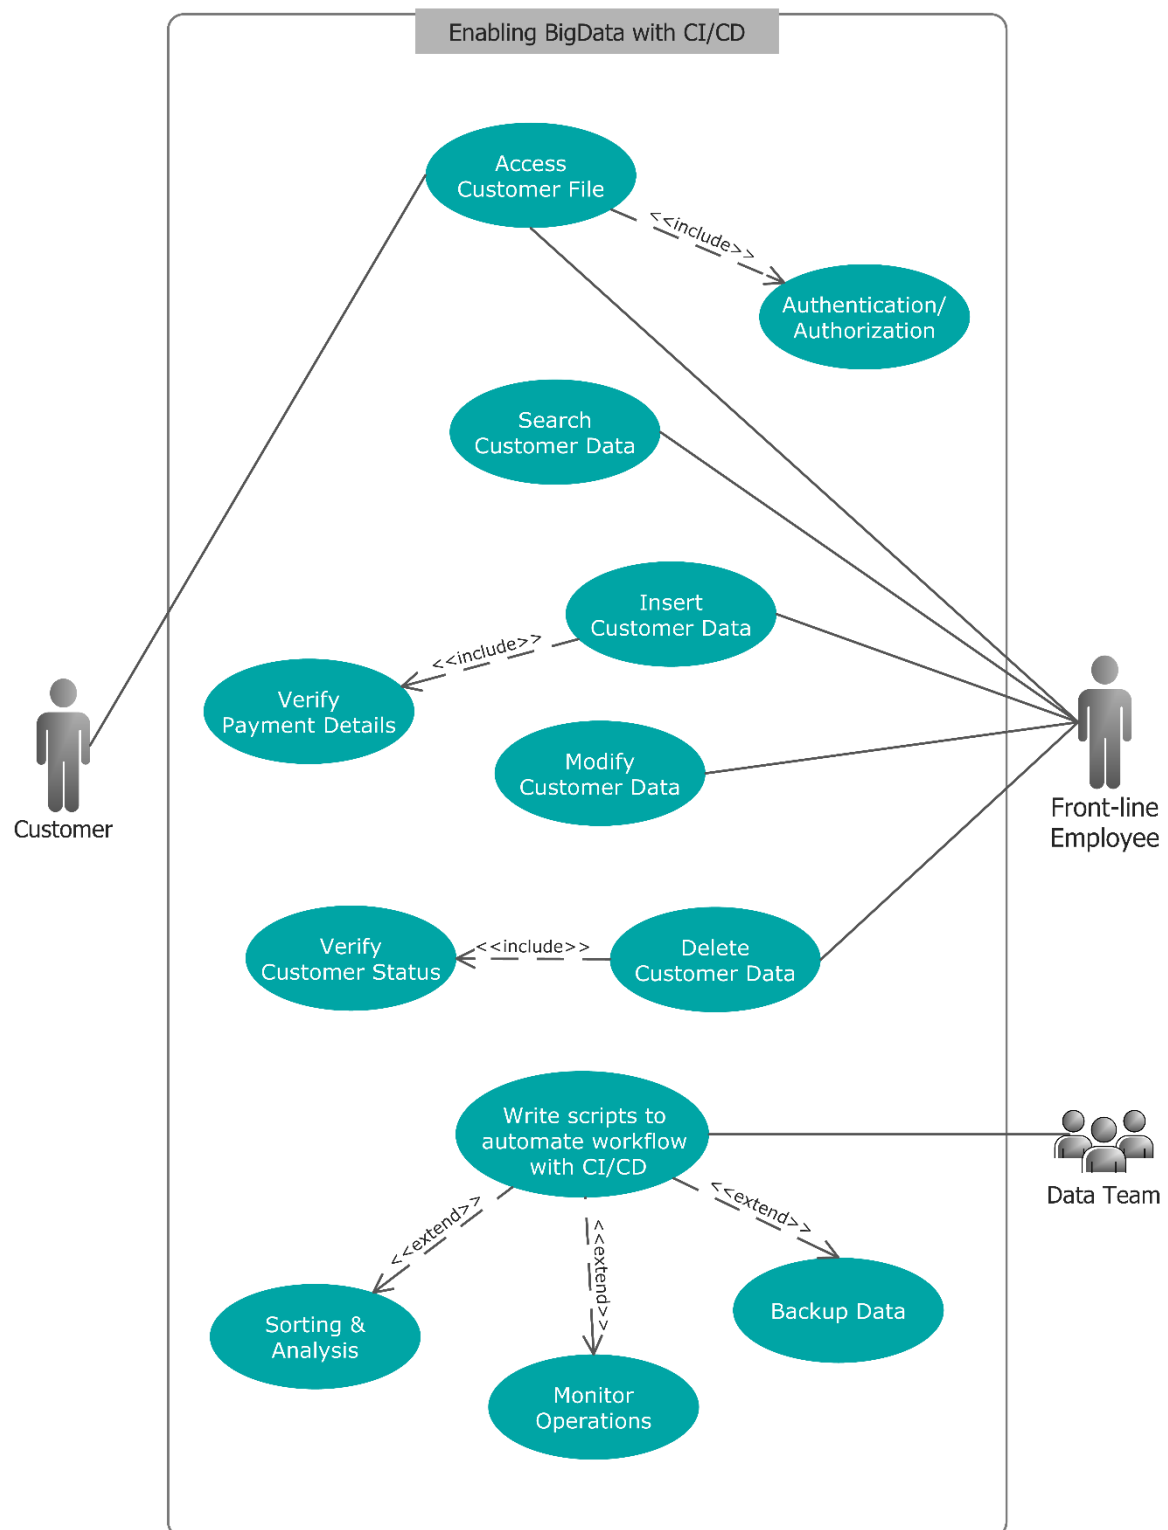 Enabling BigData with CI/CD
Access
Customer File
<<include>>
Authentication/
Authorization
Search
Customer Data
Insert
Customer Data
<<include>>
Verify
Payment Details
Modify
Customer Data
Customer
Front-line
Employee
Verify
Customer Status
<<include>>
Delete
Customer Data
Write scripts to
automate workflow
with CI/CD
Data Team
<<extend>>
<<extend>>
<<extend>>
Sorting &
Analysis
Monitor
Operations
Backup Data